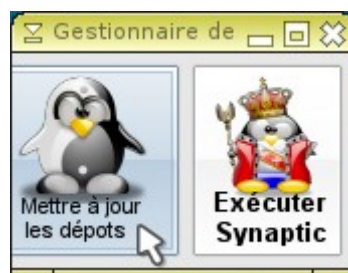 Gestionnaire de
Mettre à jour
les dépots
Exécuter
Synaptic